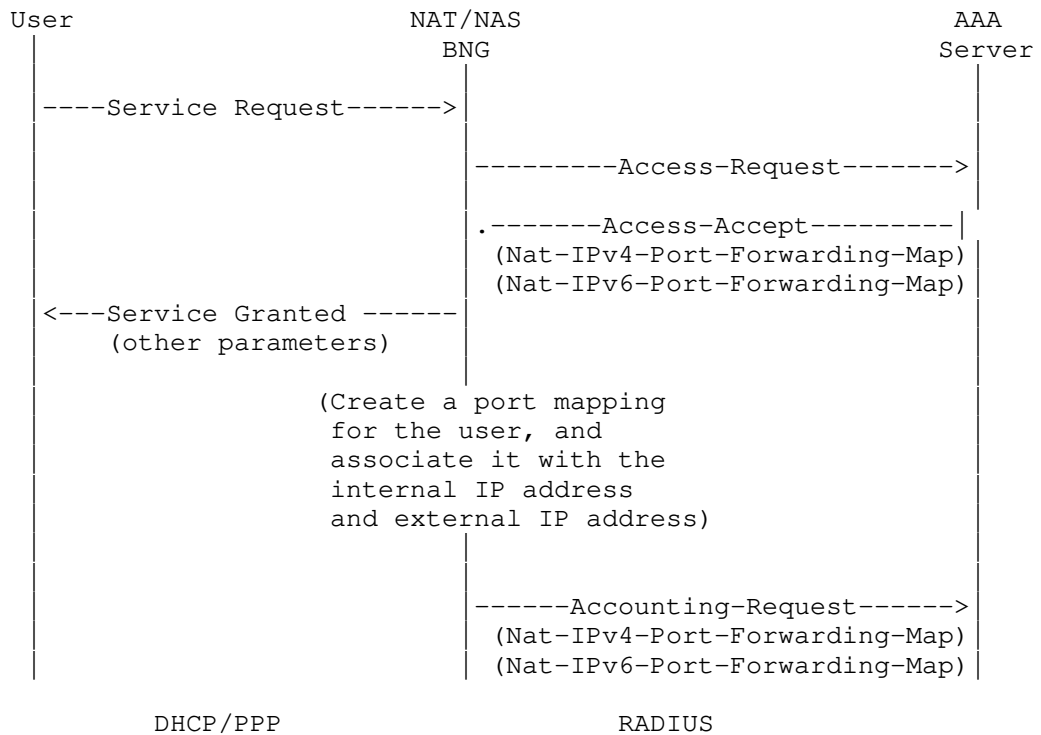 User NAT/NAS AAA
BNG Server
----Service Request------>
---------Access-Request------->
.-------Access-Accept---------|
(Nat-IPv4-Port-Forwarding-Map)
(Nat-IPv6-Port-Forwarding-Map)
<---Service Granted ------
(other parameters)
(Create a port mapping
for the user, and
associate it with the
internal IP address
and external IP address)
------Accounting-Request------>
(Nat-IPv4-Port-Forwarding-Map)
(Nat-IPv6-Port-Forwarding-Map)
DHCP/PPP RADIUS